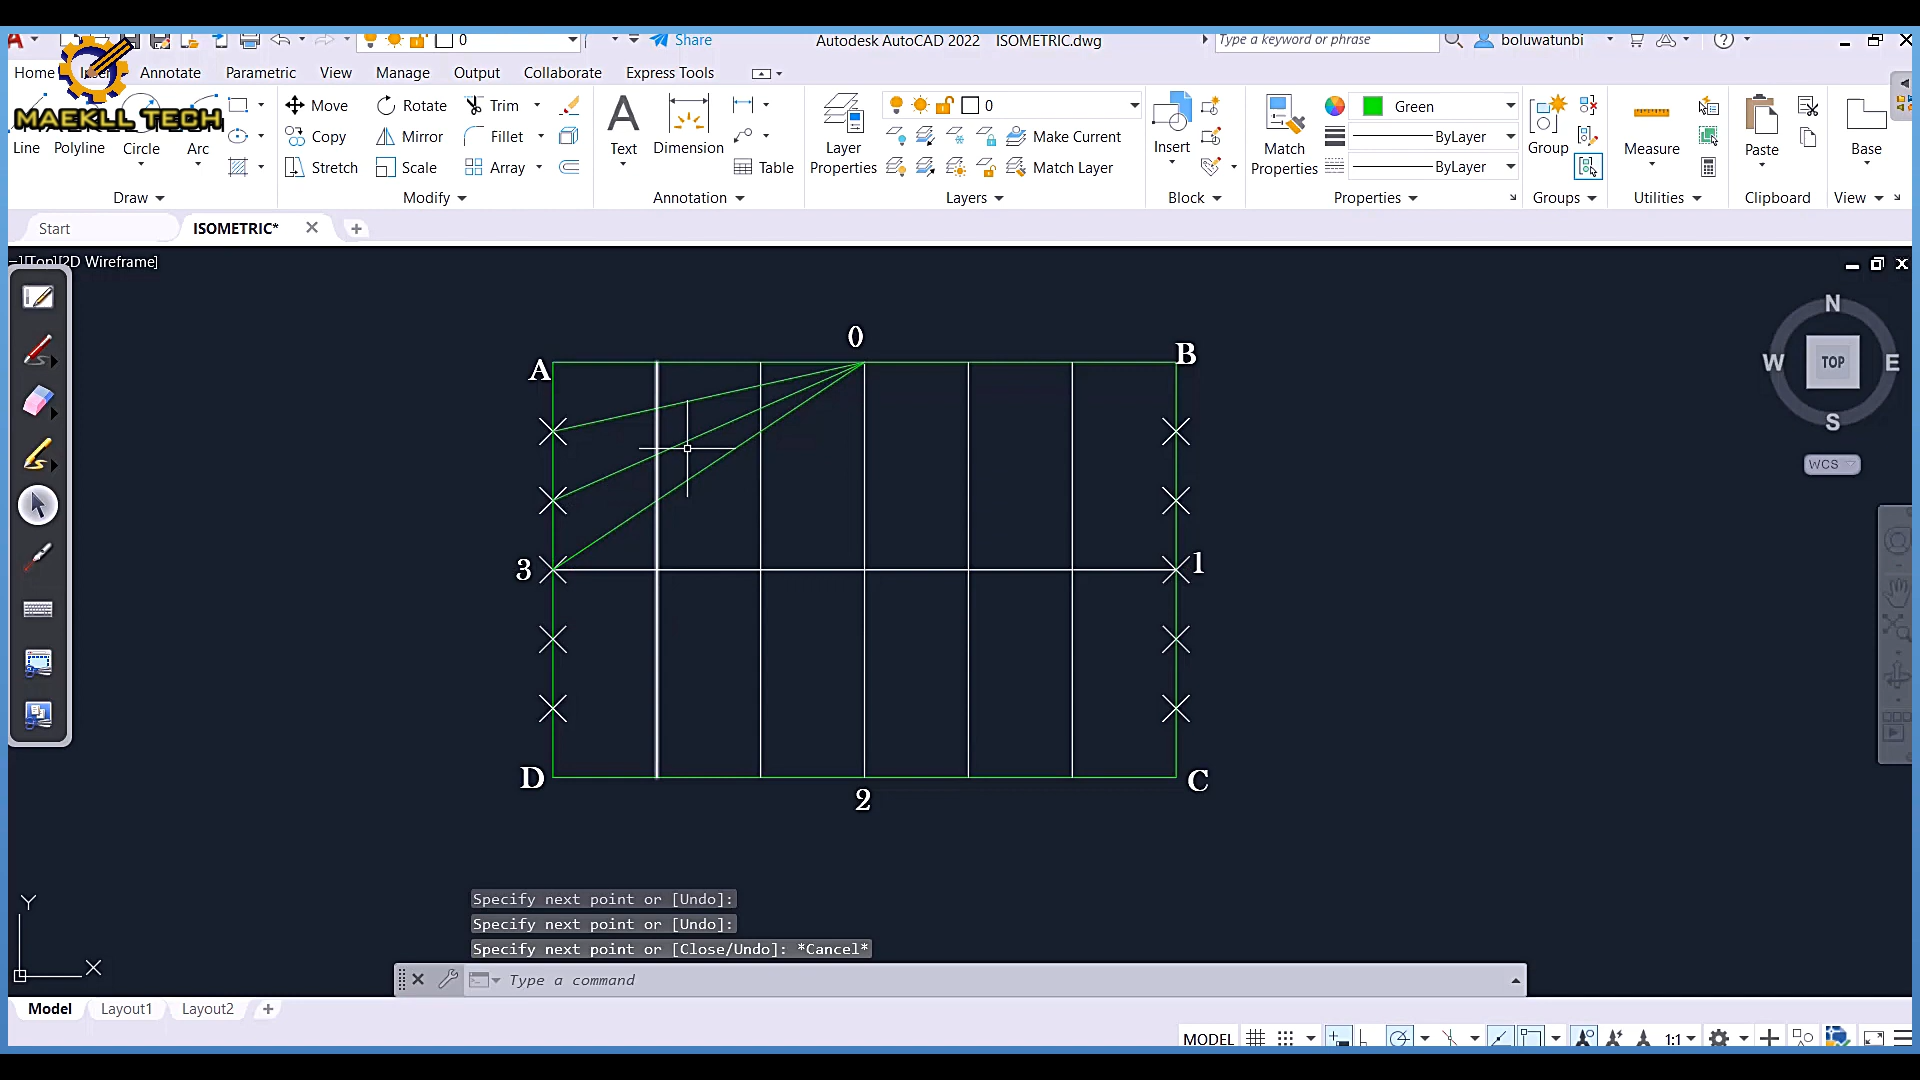 0
Share
Autodesk AutoCAD 2022 ISOMETRIC.dwg
Type a keyword or phrase
boluwatunbi
Home
Annotate
Parametric
View
Manage
Output
Collaborate
Express Tools
MAEKLL TECH
Line
Polyline
Circle
Arc
Draw
Move
Rotate
Trim
Copy
Mirror
Fillet
Stretch
Scale
Array
Modify
Text
Dimension
Table
Annotation
Layer Properties
0
Make Current
Match Layer
Layers
Insert
Block
Match Properties
Green
ByLayer
ByLayer
Properties
Group
Groups
Measure
Utilities
Paste
Clipboard
Base
View
Start
ISOMETRIC*
[Top][2D Wireframe]
N
W
TOP
E
S
WCS
0
A
B
3
1
D
C
2
Y
X
Specify next point or [Undo]:
Specify next point or [Undo]:
Specify next point or [Close/Undo]: *Cancel*
Type a command
Model
Layout1
Layout2
MODEL
1:1